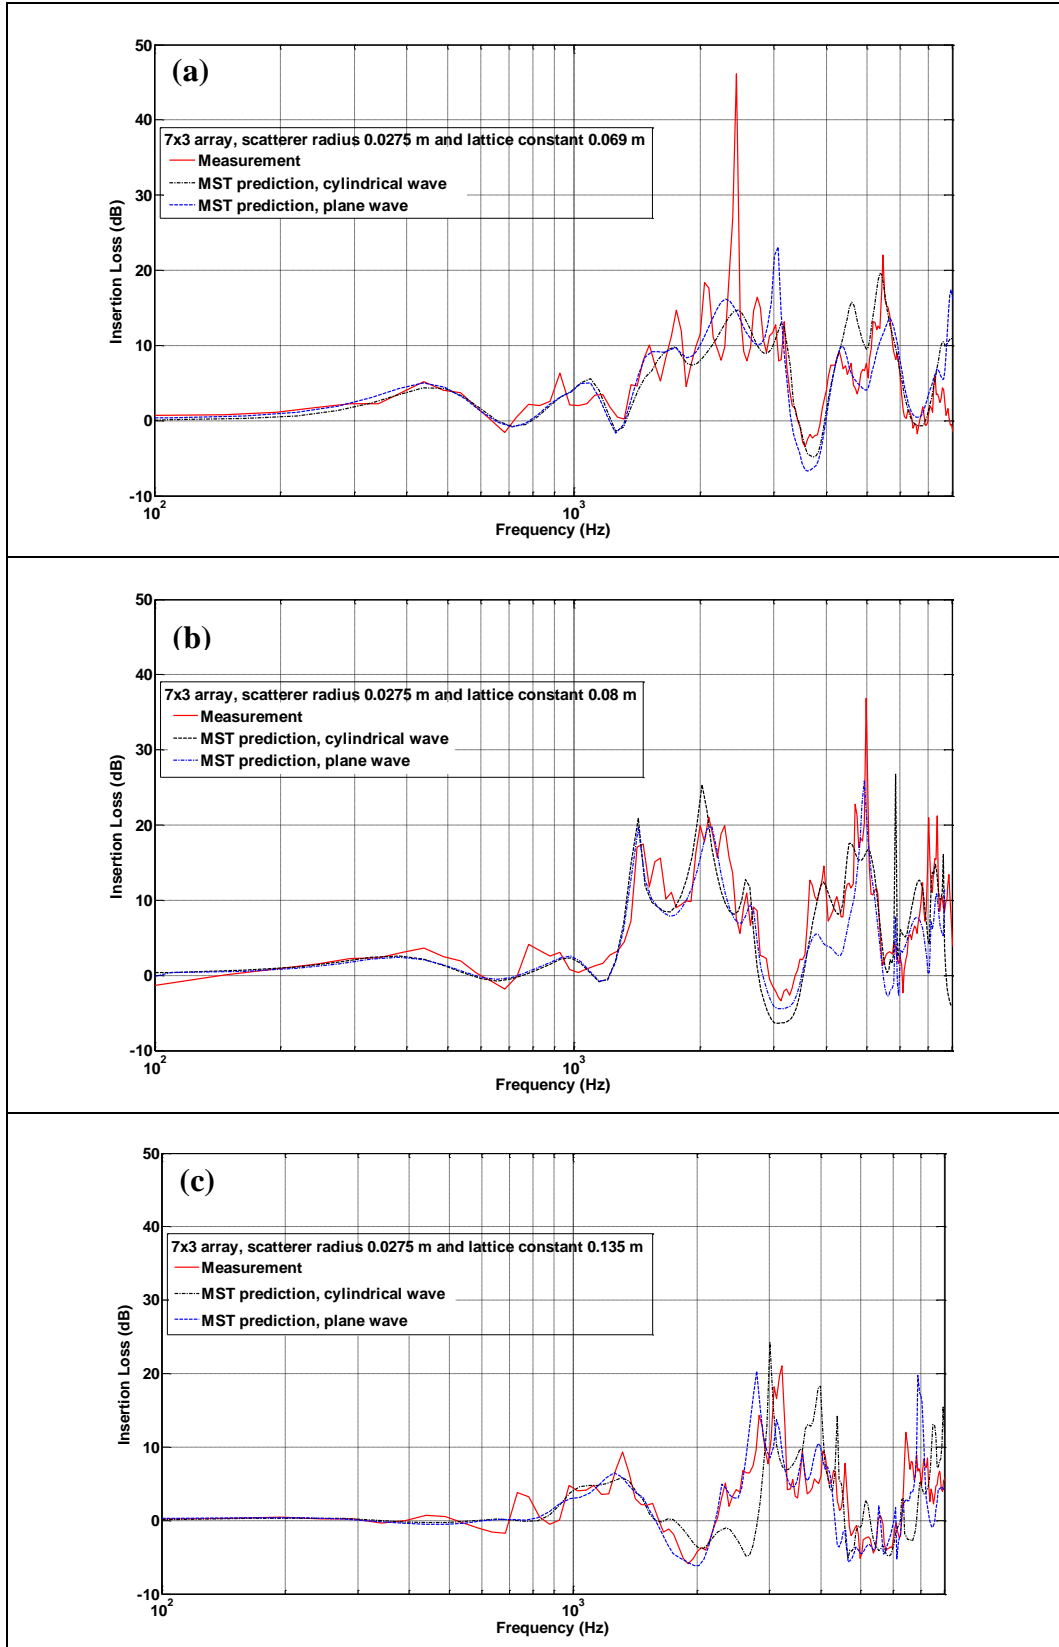 (a)
50
40
30
20
10
0
-10
Insertion Loss (dB)
7x3 array, scatterer radius 0.0275 m and lattice constant 0.069 m
Measurement
MST prediction, cylindrical wave
MST prediction, plane wave
10^2
10^3
Frequency (Hz)
(b)
50
40
30
20
10
0
-10
Insertion Loss (dB)
7x3 array, scatterer radius 0.0275 m and lattice constant 0.08 m
Measurement
MST prediction, cylindrical wave
MST prediction, plane wave
10^2
10^3
Frequency (Hz)
(c)
50
40
30
20
10
0
-10
Insertion Loss (dB)
7x3 array, scatterer radius 0.0275 m and lattice constant 0.135 m
Measurement
MST prediction, cylindrical wave
MST prediction, plane wave
10^2
10^3
Frequency (Hz)